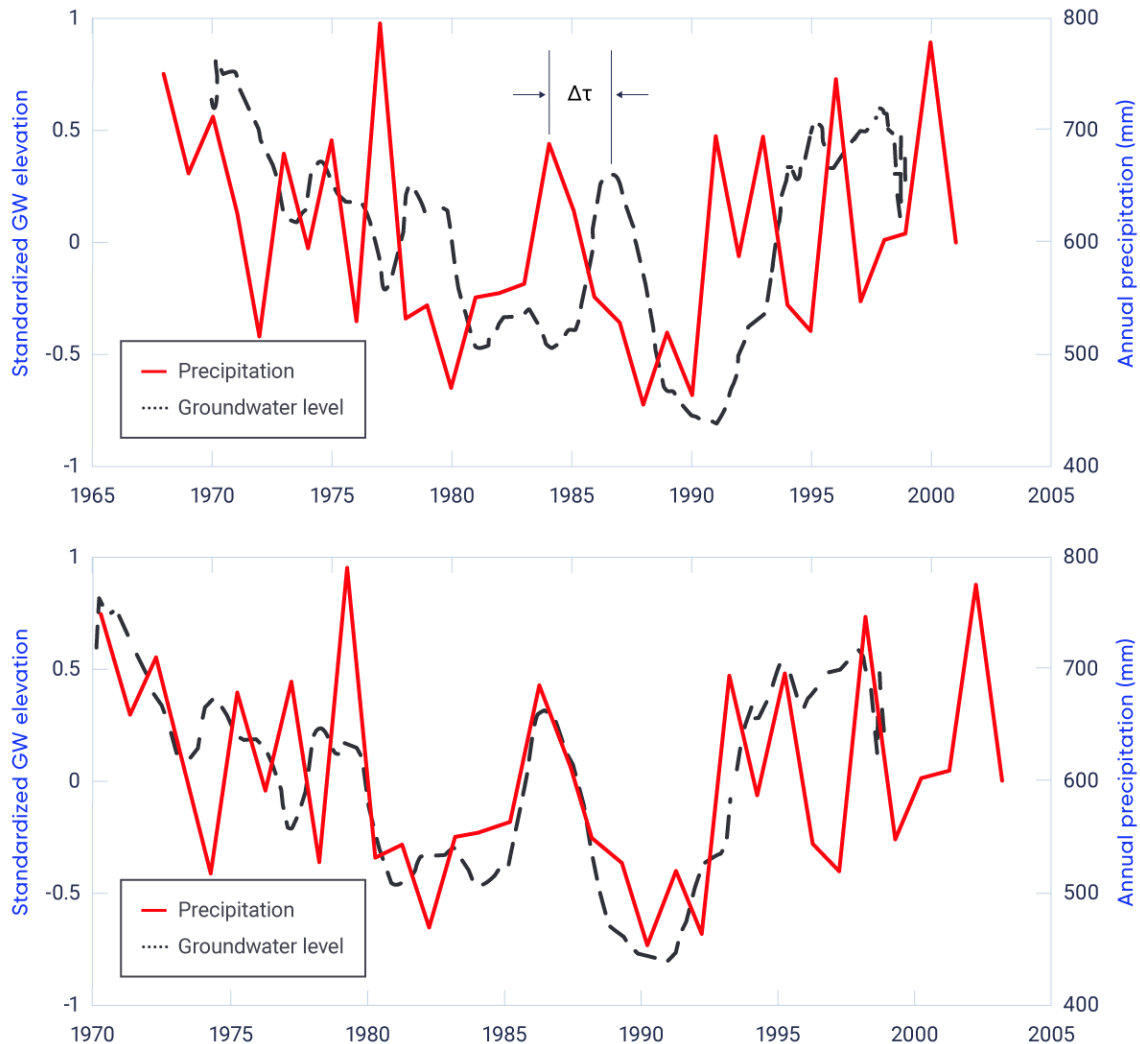 1
0.5
0
-0.5
-1
Standardized GW elevation
800
700
600
500
400
Annual precipitation (mm)
Δτ
Precipitation
Groundwater level
1965 1970 1975 1980 1985 1990 1995 2000 2005
1
0.5
0
-0.5
-1
Standardized GW elevation
800
700
600
500
400
Annual precipitation (mm)
Precipitation
Groundwater level
1970 1975 1980 1985 1990 1995 2000 2005